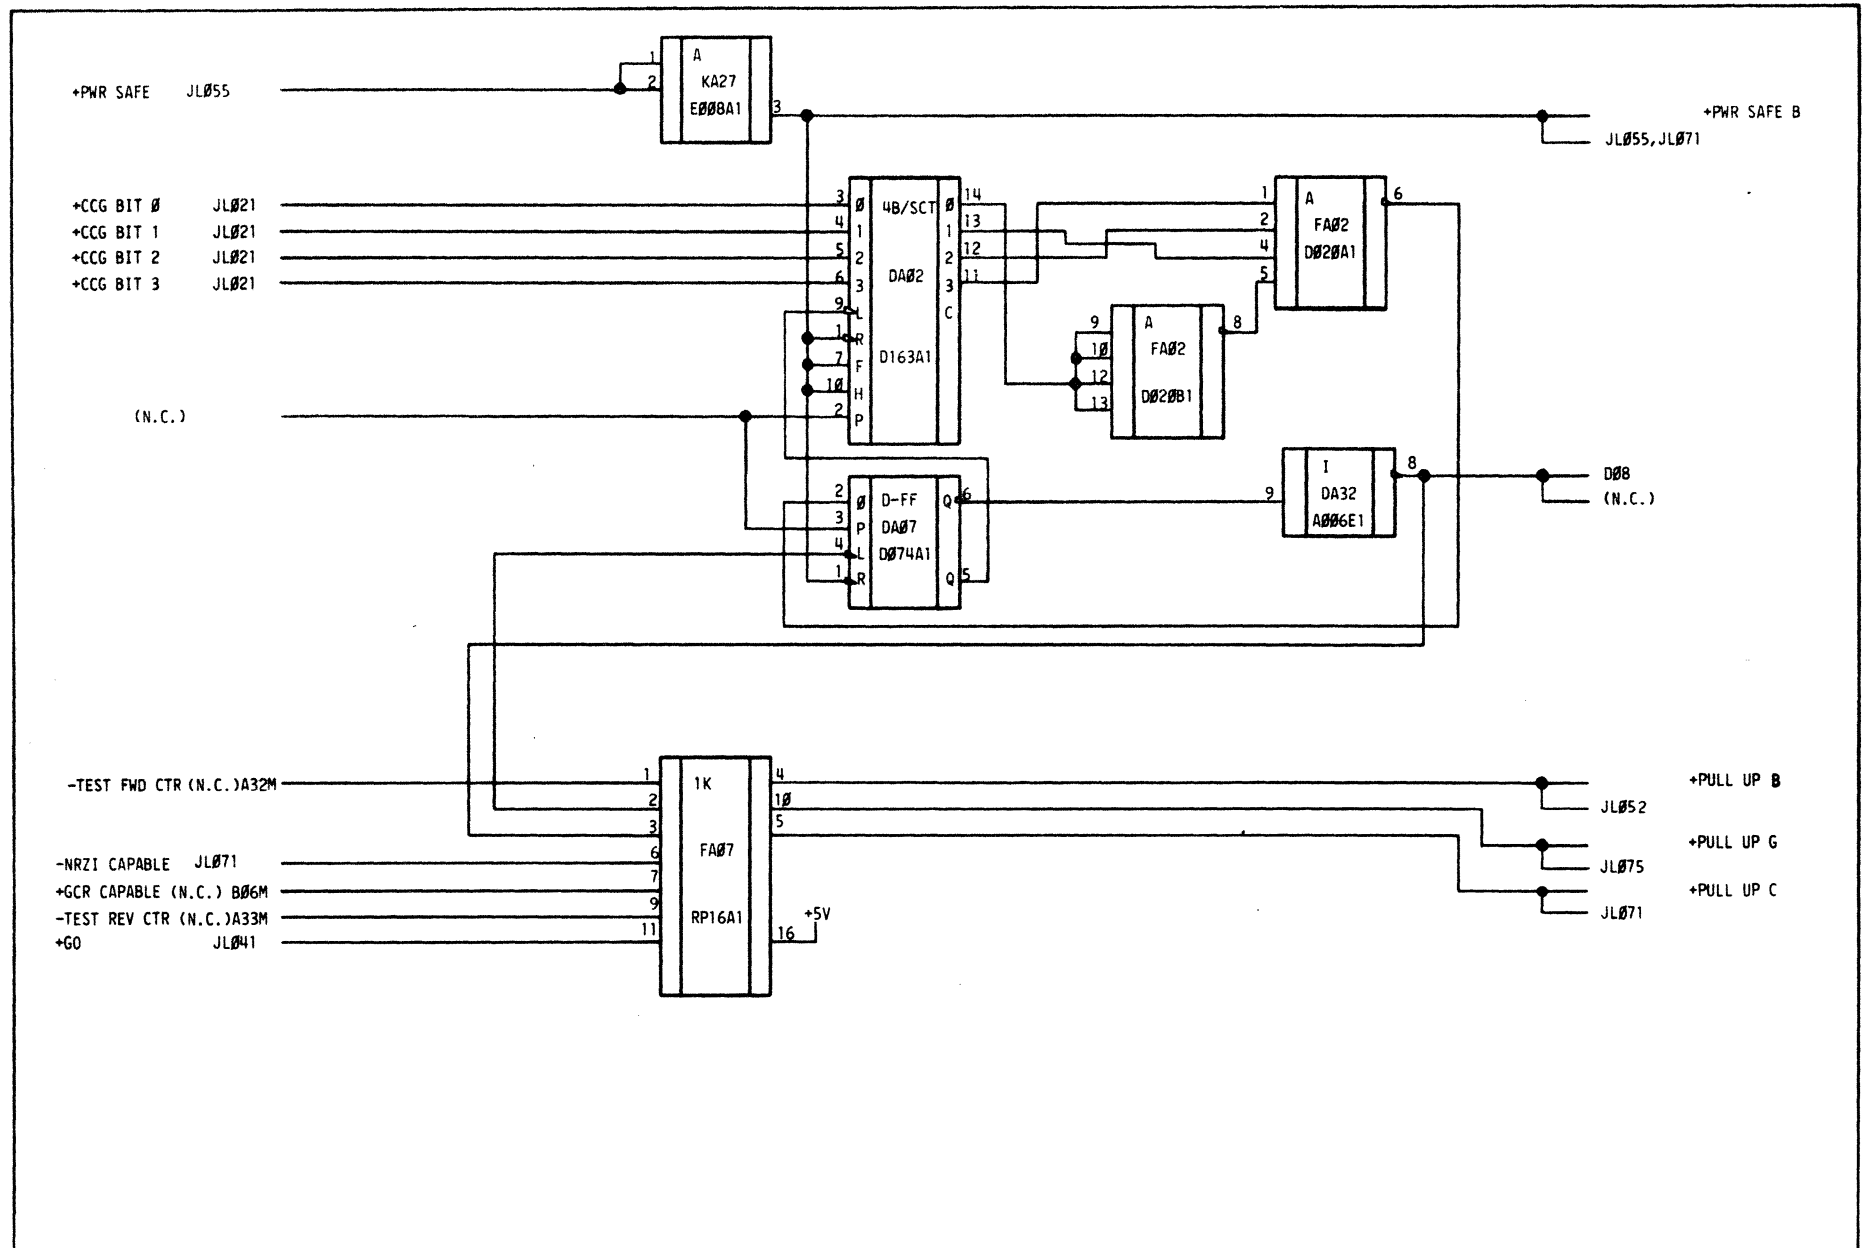 +PWR SAFE JLØ55
1
2
A
KA27
EØØ8A1
3
+PWR SAFE B
JLØ55,JLØ71
+CCG BIT Ø JLØ21
+CCG BIT 1 JLØ21
+CCG BIT 2 JLØ21
+CCG BIT 3 JLØ21
(N.C.)
3 Ø 4B/SCT Ø 14
4 1 1 13
5 2 2 12
6 3 DAØ2 3 11
9 L C
1 R
7 F D163A1
10 H
2 P
1 A 6
2 FAØ2
4 DØ20A1
5
9 A 8
10 FAØ2
12
13 DØ20B1
2 Ø D-FF Q 6
3 P DAØ7
4 L DØ74A1
1 R Q 5
9 I 8
DA32
AØØ6E1
DØ8
(N.C.)
-TEST FWD CTR (N.C.)A32M
-NRZI CAPABLE JLØ71
+GCR CAPABLE (N.C.) BØ6M
-TEST REV CTR (N.C.)A33M
+GO JLØ41
1 1K 4
2 1Ø
3 5
6 FAØ7
7
9 RP16A1
11 16
+5V
+PULL UP B
JLØ52
+PULL UP G
JLØ75
+PULL UP C
JLØ71